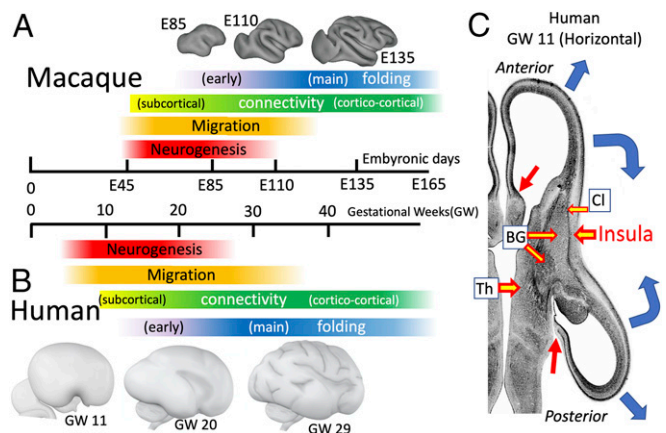 A
E85
E110
E135
Macaque
(early) (main) folding
(subcortical) connectivity (cortico-cortical)
Migration
Neurogenesis
Embyronic days
0 E45 E85 E110 E135 E165
0 10 20 30 40 Gestational Weeks(GW)
Neurogenesis
Migration
B
Human
(subcortical) connectivity (cortico-cortical)
(early) (main) folding
GW 11
GW 20
GW 29
C
Human
GW 11 (Horizontal)
Anterior
Cl
BG
Insula
Th
Posterior